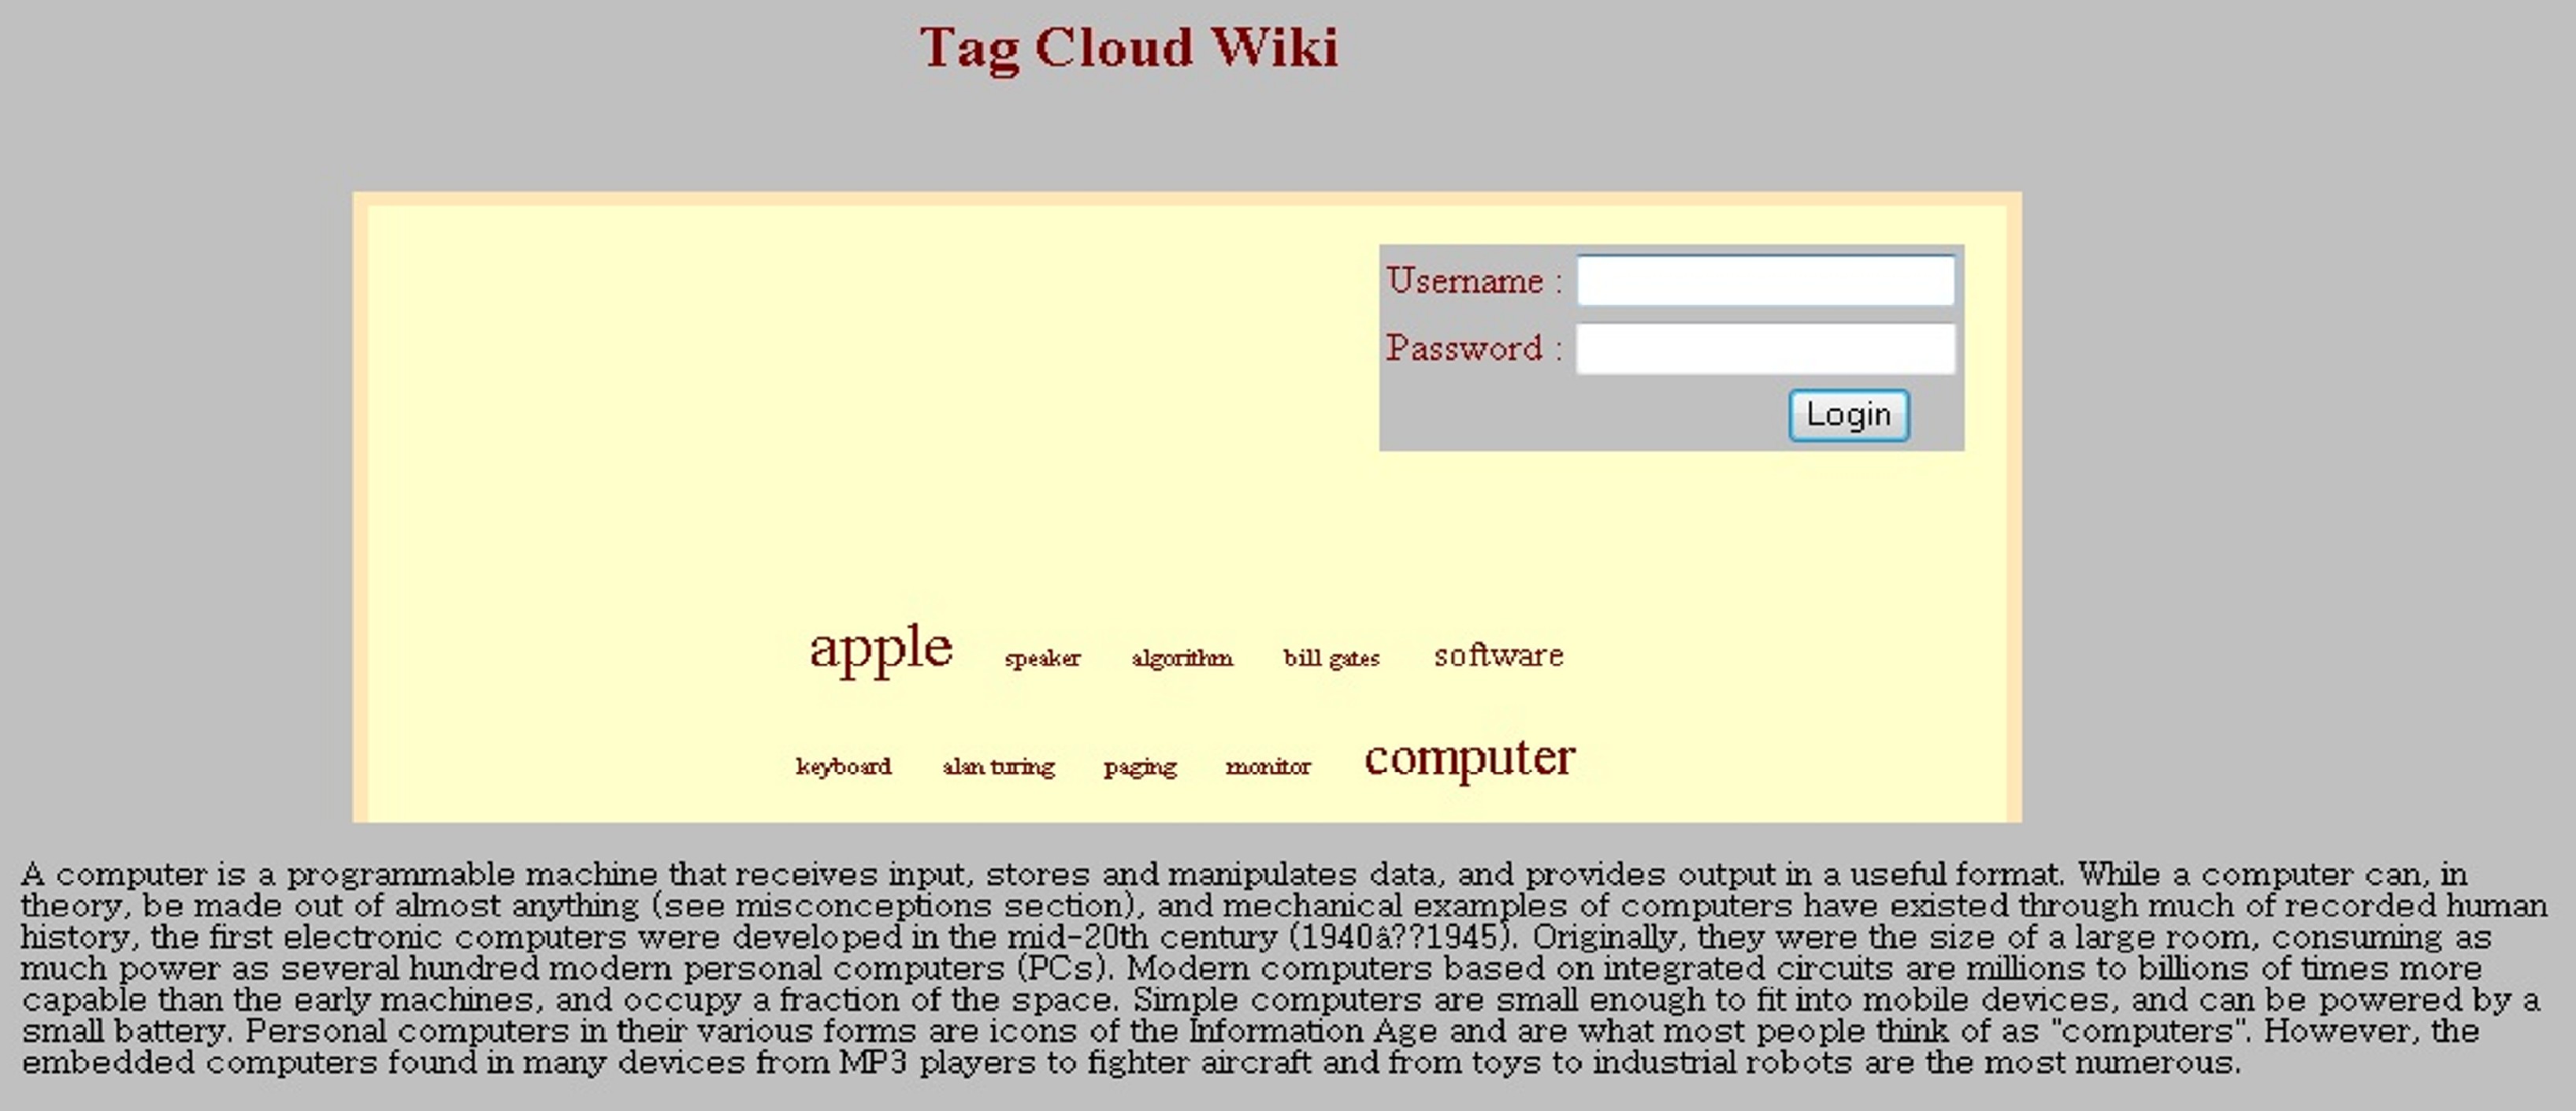 Tag Cloud Wiki
Username :
Password :
Login
apple speaker algorithm bill gates software
keyboard alan turing paging monitor computer
A computer is a programmable machine that receives input, stores and manipulates data, and provides output in a useful format. While a computer can, in
theory, be made out of almost anything (see misconceptions section), and mechanical examples of computers have existed through much of recorded human
history, the first electronic computers were developed in the mid-20th century (1940â??1945). Originally, they were the size of a large room, consuming as
much power as several hundred modern personal computers (PCs). Modern computers based on integrated circuits are millions to billions of times more
capable than the early machines, and occupy a fraction of the space. Simple computers are small enough to fit into mobile devices, and can be powered by a
small battery. Personal computers in their various forms are icons of the Information Age and are what most people think of as "computers". However, the
embedded computers found in many devices from MP3 players to fighter aircraft and from toys to industrial robots are the most numerous.